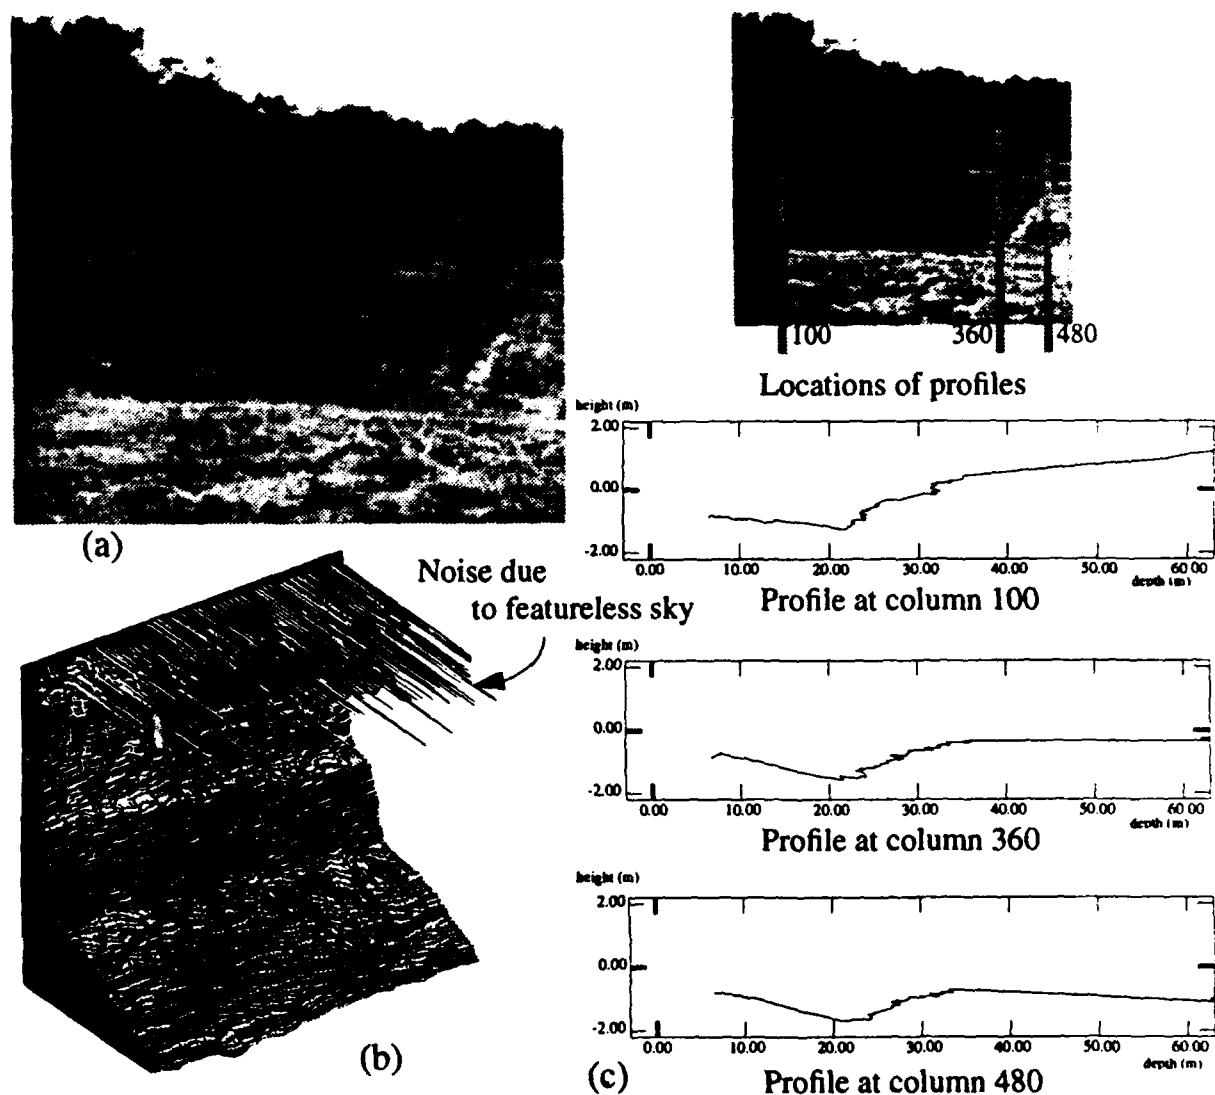 100
360
480
Locations of profiles
(a)
Noise due
to featureless sky
height (m)
2.00
0.00
-2.00
0.00 10.00 20.00 30.00 40.00 50.00 60.00
depth (m)
Profile at column 100
height (m)
2.00
0.00
-2.00
0.00 10.00 20.00 30.00 40.00 50.00 60.00
depth (m)
Profile at column 360
height (m)
2.00
0.00
-2.00
0.00 10.00 20.00 30.00 40.00 50.00 60.00
depth (m)
Profile at column 480
(b)
(c)